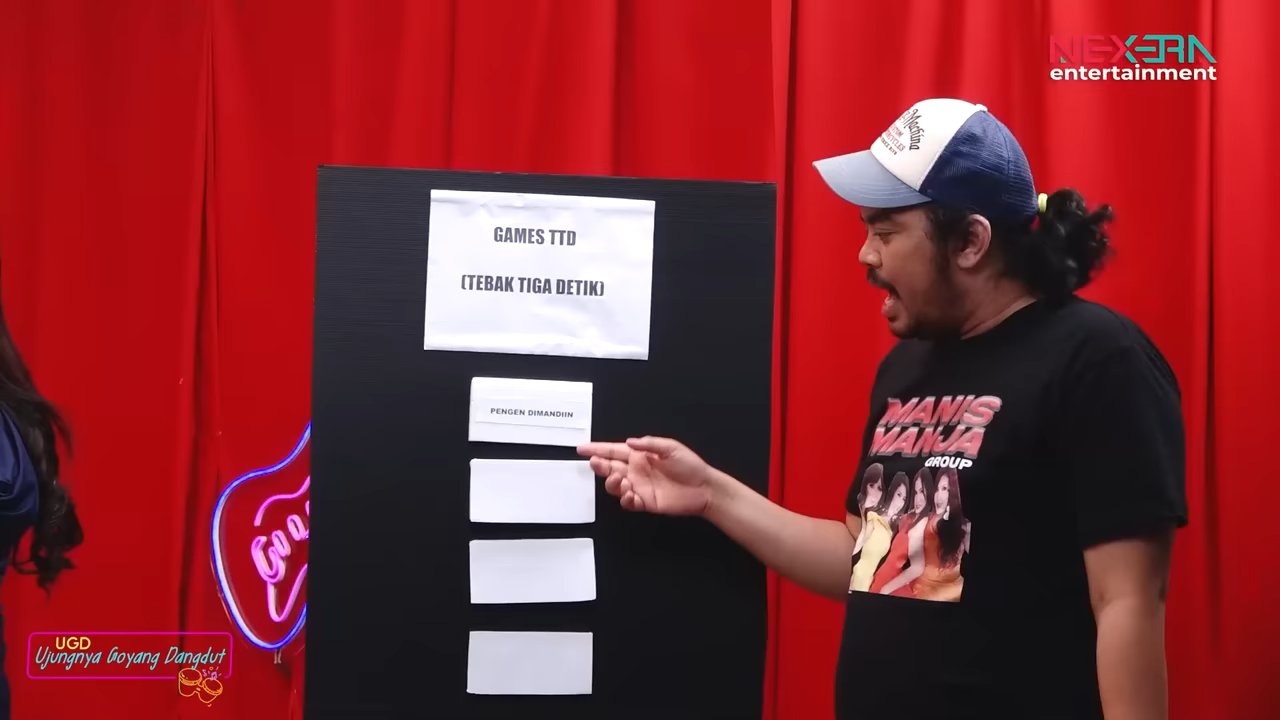 NEXERA
entertainment
GAMES TTD
(TEBAK TIGA DETIK)
PENGEN DIMANDIIN
MANIS
MANJA
GROUP
UGD
Ujungnya Goyang Dangdut